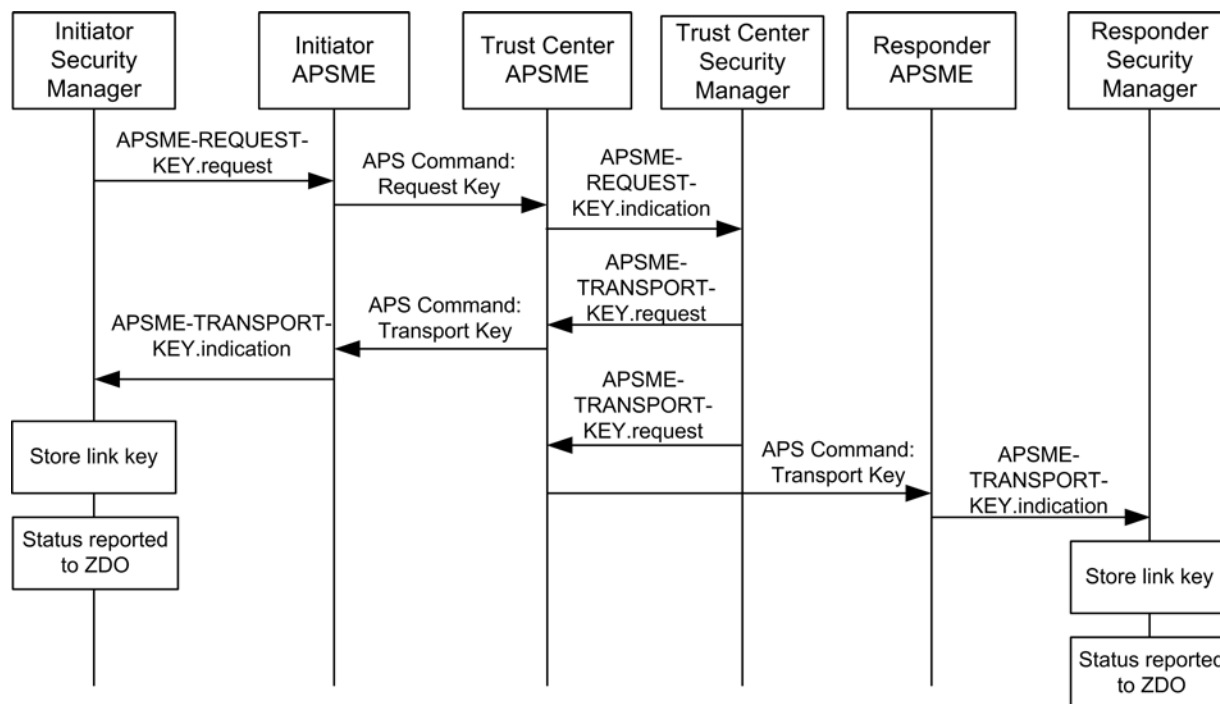 Initiator
Security
Manager
Initiator
APSME
Trust Center
APSME
Trust Center
Security
Manager
Responder
APSME
Responder
Security
Manager
APSME-REQUEST-
KEY.request
APS Command:
Request Key
APSME-
REQUEST-
KEY.indication
APSME-
TRANSPORT-
KEY.request
APS Command:
Transport Key
APSME-TRANSPORT-
KEY.indication
APSME-
TRANSPORT-
KEY.request
APS Command:
Transport Key
APSME-
TRANSPORT-
KEY.indication
Store link key
Status reported
to ZDO
Store link key
Status reported
to ZDO